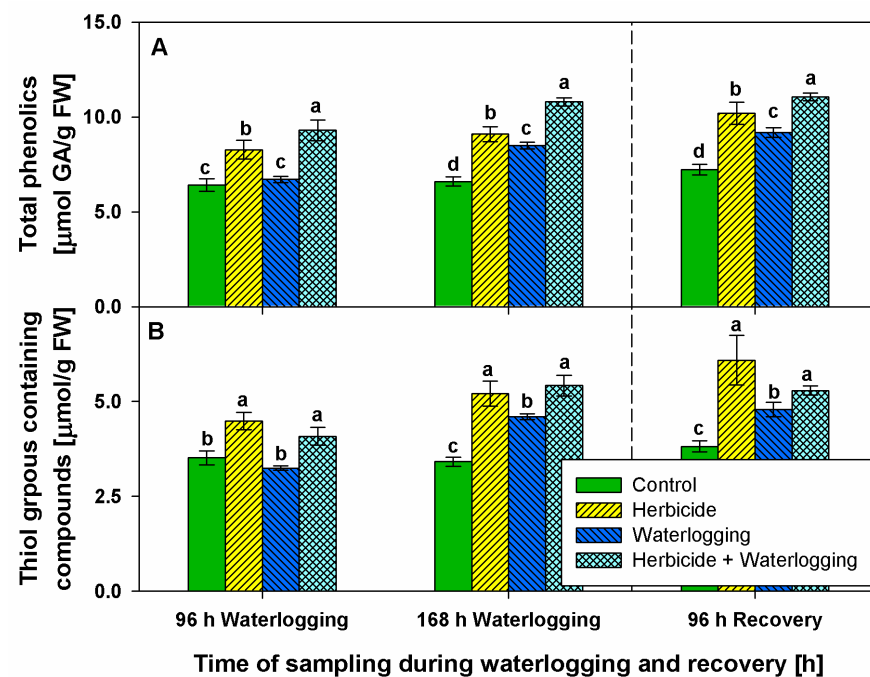 15.0
A
Total phenolics
[µmol GA/g FW]
10.0
5.0
0.0
c
b
c
a
d
b
c
a
d
b
c
a
B
Thiol grpous containing
compounds [µmol/g FW]
5.0
2.5
0.0
b
a
b
a
c
a
b
a
c
a
b
a
Control
Herbicide
Waterlogging
Herbicide + Waterlogging
96 h Waterlogging
168 h Waterlogging
96 h Recovery
Time of sampling during waterlogging and recovery [h]